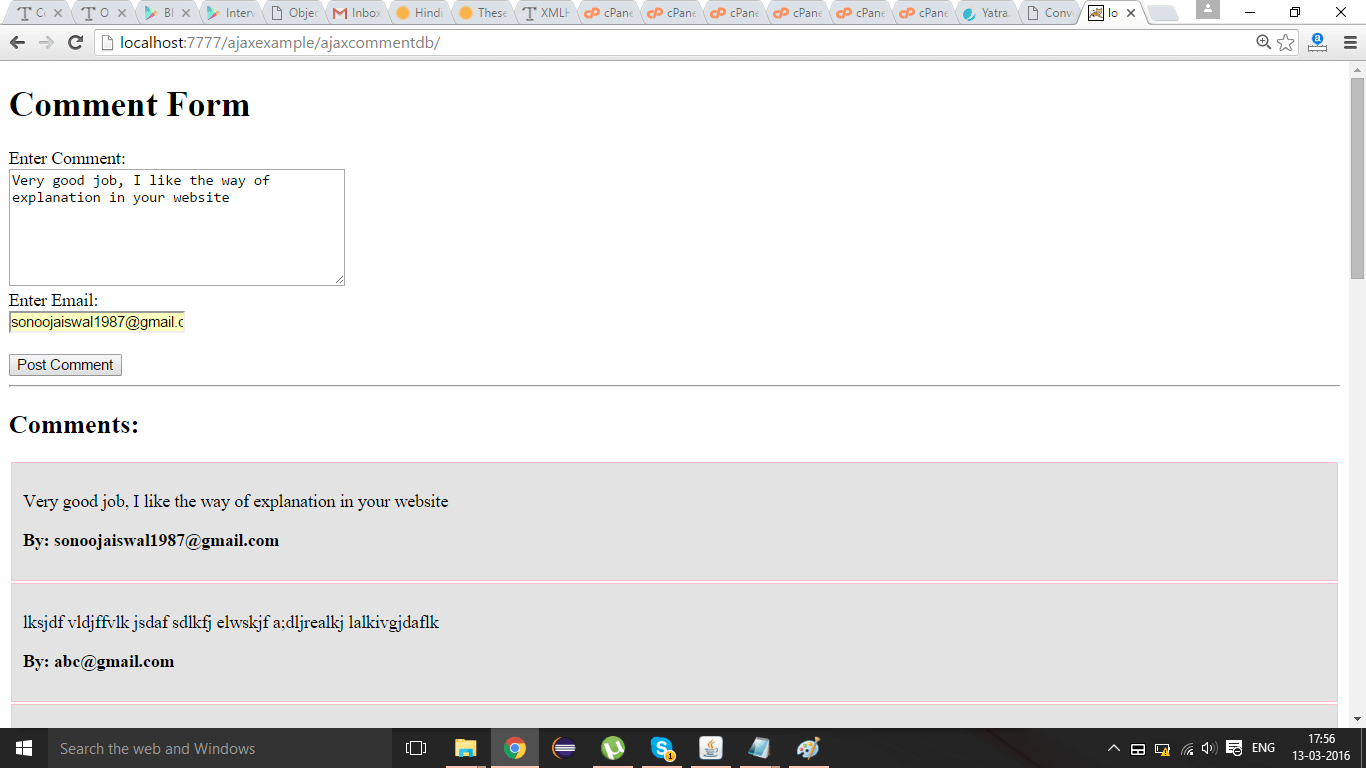 C
O
Bl
Interv
Objec
Inbox
Hindi
These
XMLH
cPane
cPane
cPane
cPane
cPane
cPane
Yatra
Conv
lo
localhost:7777/ajaxexample/ajaxcommentdb/
Comment Form
Enter Comment:
Very good job, I like the way of
explanation in your website
Enter Email:
sonoojaiswal1987@gmail.c
Post Comment
Comments:
Very good job, I like the way of explanation in your website
By: sonoojaiswal1987@gmail.com
lksjdf vldjffvlk jsdaf sdlkfj elwskjf a;dljrealkj lalkivgjdaflk
By: abc@gmail.com
Search the web and Windows
1
ENG
17:56
13-03-2016